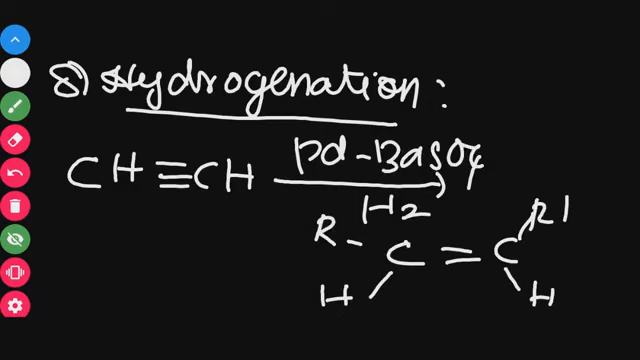 8) Hydrogenation :
CH ≡ CH Pd - BaSO4
H2
R C = C R1
H H